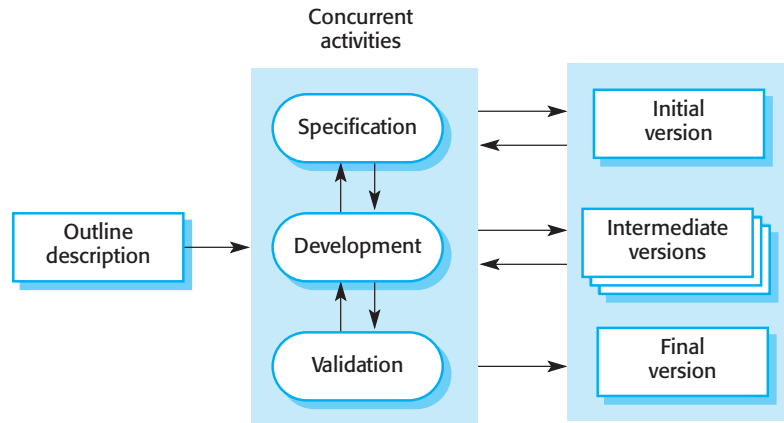 Concurrent
activities
Specification
Initial
version
Outline
description
Development
Intermediate
versions
Validation
Final
version